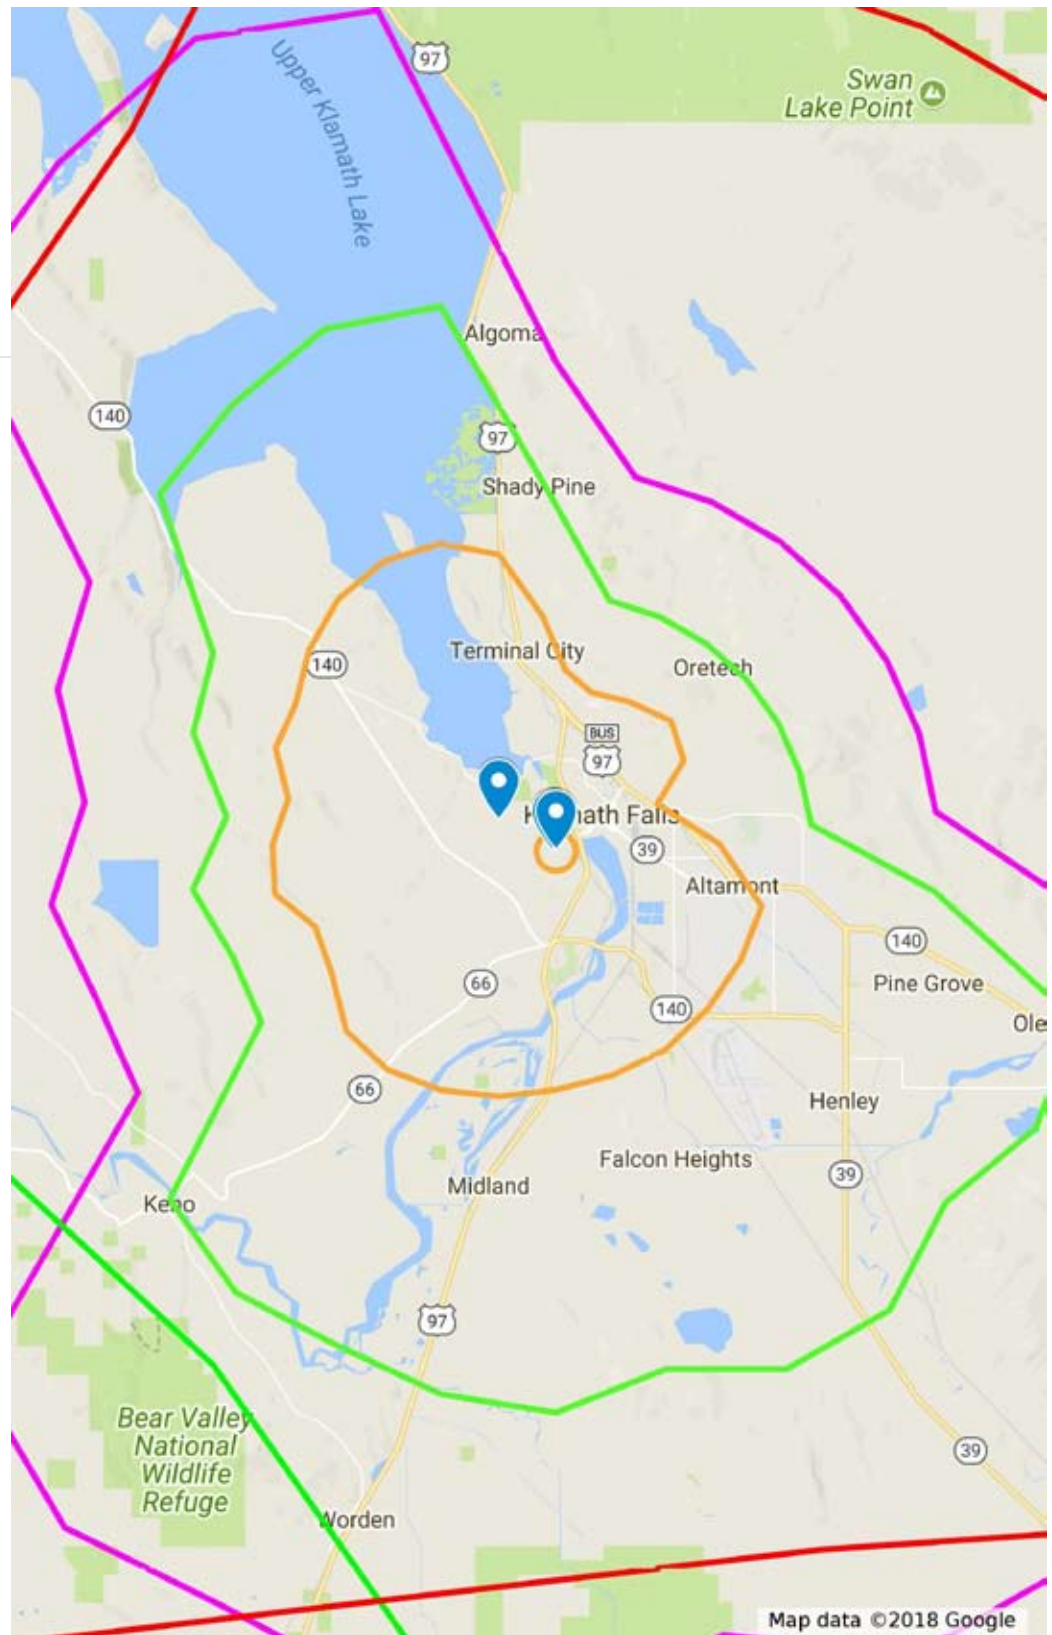 97
Swan
Lake Point
Upper Klamath Lake
Algoma
140
97
Shady Pine
Terminal City
140
Oretech
BUS
97
Klamath Falls
39
Altamont
140
Pine Grove
66
140
66
Henley
Falcon Heights
39
Midland
Keno
97
Bear Valley
National
Wildlife
Refuge
39
Worden
Map data ©2018 Google